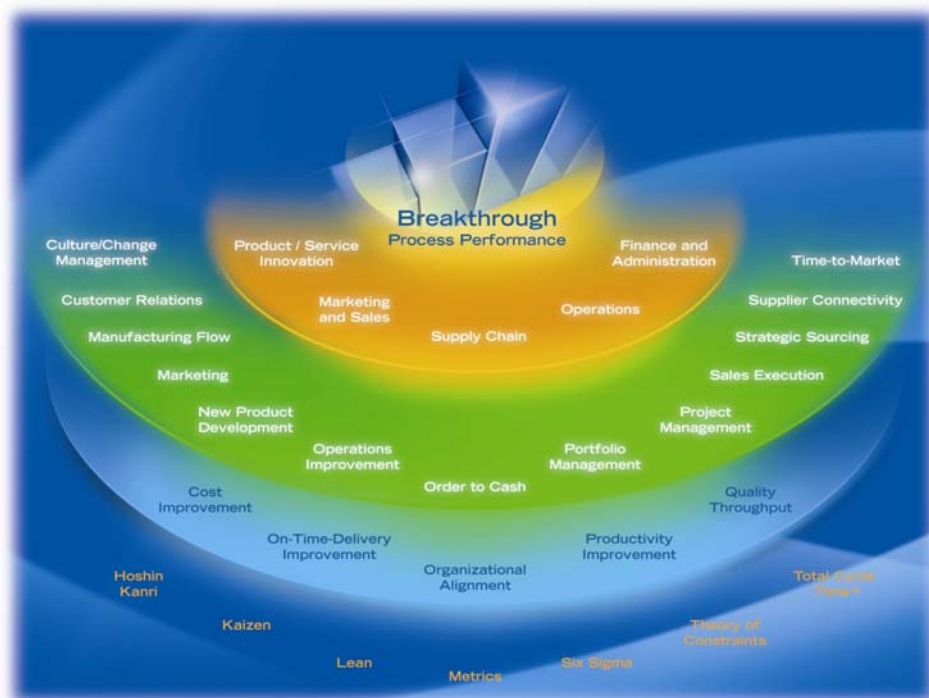 Breakthrough
Process Performance
Product / Service
Innovation
Marketing
and Sales
Supply Chain
Operations
Finance and
Administration
Culture/Change
Management
Customer Relations
Manufacturing Flow
Marketing
New Product
Development
Operations
Improvement
Order to Cash
Portfolio
Management
Project
Management
Sales Execution
Strategic Sourcing
Supplier Connectivity
Time-to-Market
Cost
Improvement
On-Time-Delivery
Improvement
Organizational
Alignment
Productivity
Improvement
Quality
Throughput
Hoshin
Kanri
Kaizen
Lean
Metrics
Six Sigma
Theory of
Constraints
Total Cycle
Time